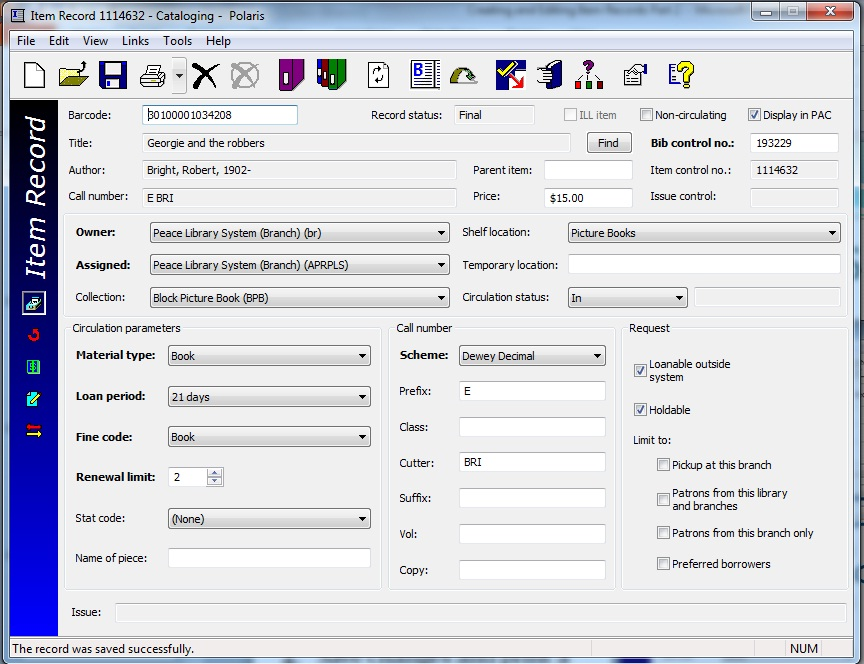 Item Record 1114632 - Cataloging - Polaris
File Edit View Links Tools Help
Item Record
Barcode: 30100001034208 Record status: Final ILL item Non-circulating Display in PAC
Title: Georgie and the robbers Find Bib control no.: 193229
Author: Bright, Robert, 1902- Parent item: Item control no.: 1114632
Call number: E BRI Price: $15.00 Issue control:
Owner: Peace Library System (Branch) (br) Shelf location: Picture Books
Assigned: Peace Library System (Branch) (APRPLS) Temporary location:
Collection: Block Picture Book (BPB) Circulation status: In
Circulation parameters
Material type: Book
Loan period: 21 days
Fine code: Book
Renewal limit: 2
Stat code: (None)
Name of piece:
Call number
Scheme: Dewey Decimal
Prefix: E
Class:
Cutter: BRI
Suffix:
Vol:
Copy:
Request
Loanable outside
system
Holdable
Limit to:
Pickup at this branch
Patrons from this library
and branches
Patrons from this branch only
Preferred borrowers
Issue:
The record was saved successfully. NUM